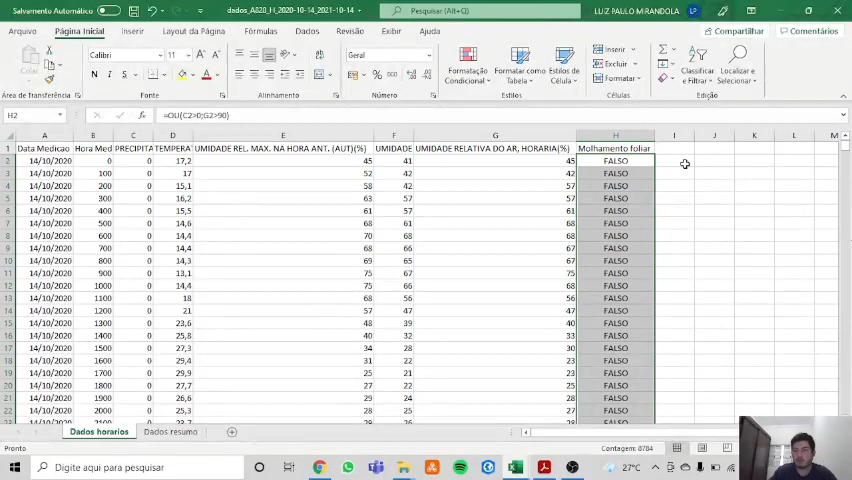 Salvamento Automático
dados_A820_H_2020-10-14_2021-10-14
Pesquisar (Alt+Q)
LUIZ PAULO MIRANDOLA
LP
Arquivo
Página Inicial
Inserir
Layout da Página
Fórmulas
Dados
Revisão
Exibir
Ajuda
Compartilhar
Comentários
Colar
Calibri
11
Geral
N
I
S
Formatação Condicional
Formatar como Tabela
Estilos de Célula
Inserir
Excluir
Formatar
Classificar e Filtrar
Localizar e Selecionar
Área de Transferência
Fonte
Alinhamento
Número
Estilos
Células
Edição
H2
=OU(C2>0;G2>90)
A B C D E F G H I J K L M
1 Data Medicao Hora Med PRECIPITA TEMPERAT UMIDADE REL. MAX. NA HORA ANT. (AUT)(%) UMIDADE UMIDADE RELATIVA DO AR, HORARIA(%) Molhamento foliar
2 14/10/2020 0 0 17,2 45 41 45 FALSO
3 14/10/2020 100 0 17 52 42 42 FALSO
4 14/10/2020 200 0 15,1 58 42 57 FALSO
5 14/10/2020 300 0 16,2 63 57 57 FALSO
6 14/10/2020 400 0 15,5 61 57 61 FALSO
7 14/10/2020 500 0 14,6 68 61 68 FALSO
8 14/10/2020 600 0 14,4 70 68 68 FALSO
9 14/10/2020 700 0 14,4 68 66 67 FALSO
10 14/10/2020 800 0 14,3 69 65 67 FALSO
11 14/10/2020 900 0 13,1 75 67 75 FALSO
12 14/10/2020 1000 0 14,4 75 66 68 FALSO
13 14/10/2020 1100 0 18 68 56 56 FALSO
14 14/10/2020 1200 0 21 57 47 47 FALSO
15 14/10/2020 1300 0 23,6 48 39 40 FALSO
16 14/10/2020 1400 0 25,8 40 32 33 FALSO
17 14/10/2020 1500 0 27,3 34 28 30 FALSO
18 14/10/2020 1600 0 29,4 31 22 23 FALSO
19 14/10/2020 1700 0 29,9 25 21 23 FALSO
20 14/10/2020 1800 0 27,7 27 22 25 FALSO
21 14/10/2020 1900 0 26,6 29 24 28 FALSO
22 14/10/2020 2000 0 25,3 28 25 27 FALSO
Dados horarios
Dados resumo
Pronto
Contagem: 8784
Digite aqui para pesquisar
27°C